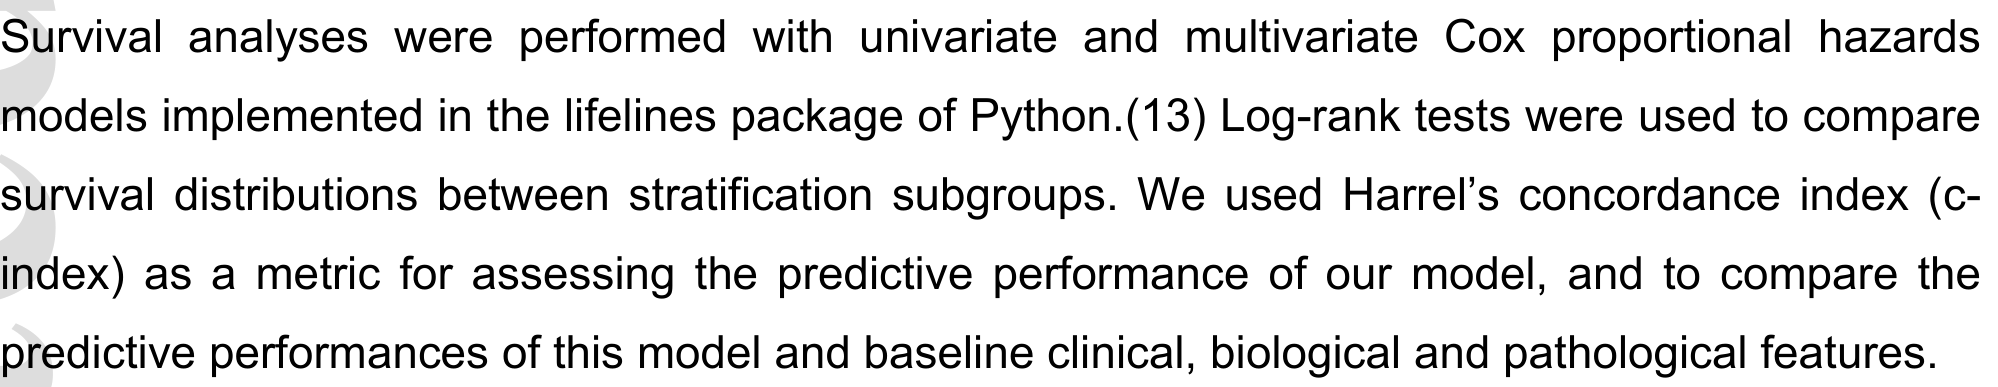 Survival analyses were performed with univariate and multivariate Cox proportional hazards
models implemented in the lifelines package of Python.(13) Log-rank tests were used to compare
survival distributions between stratification subgroups. We used Harrel’s concordance index (c-
index) as a metric for assessing the predictive performance of our model, and to compare the
predictive performances of this model and baseline clinical, biological and pathological features.